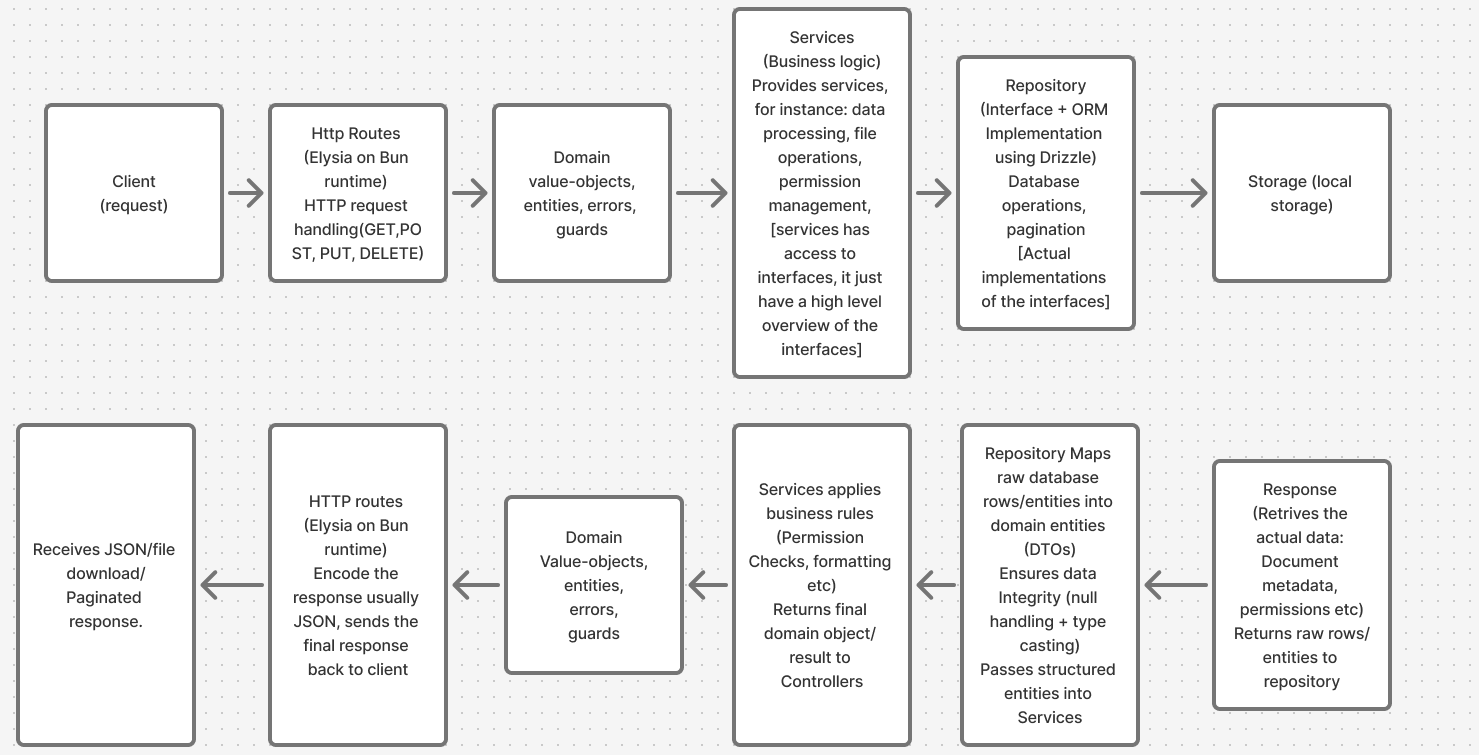 Client
(request)
Http Routes
(Elysia on Bun
runtime)
HTTP request
handling(GET,PO
ST, PUT, DELETE)
Domain
value-objects,
entities, errors,
guards
Services
(Business logic)
Provides services,
for instance: data
processing, file
operations,
permission
management,
[services has
access to
interfaces, it just
have a high level
overview of the
interfaces]
Repository
(Interface + ORM
Implementation
using Drizzle)
Database
operations,
pagination
[Actual
implementations
of the interfaces]
Storage (local
storage)
Receives JSON/file
download/
Paginated
response.
HTTP routes
(Elysia on Bun
runtime)
Encode the
response usually
JSON, sends the
final response
back to client
Domain
Value-objects,
entities,
errors,
guards
Services applies
business rules
(Permission
Checks, formatting
etc)
Returns final
domain object/
result to
Controllers
Repository Maps
raw database
rows/entities into
domain entities
(DTOs)
Ensures data
Integrity (null
handling + type
casting)
Passes structured
entities into
Services
Response
(Retrives the
actual data:
Document
metadata,
permissions etc)
Returns raw rows/
entities to
repository